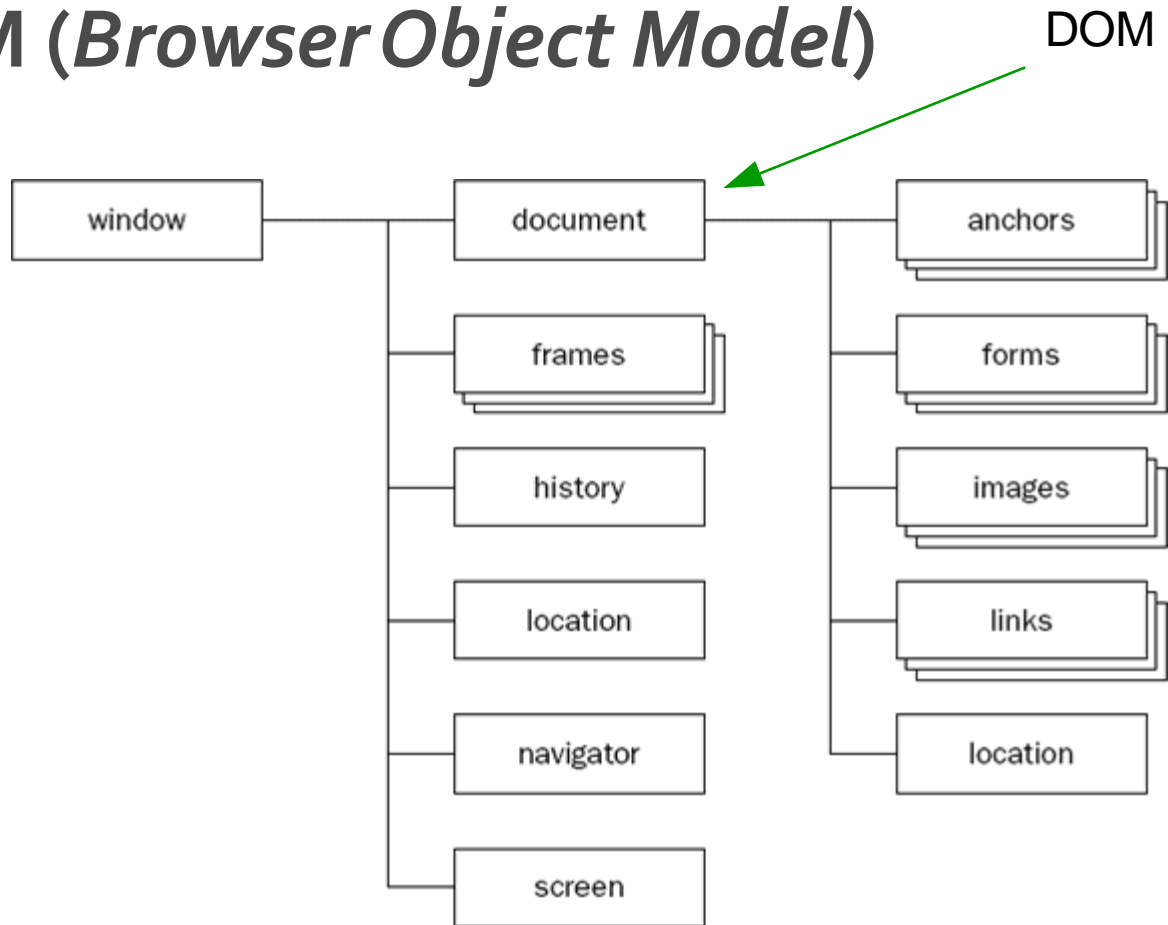 M (Browser Object Model)
DOM
window
document
anchors
frames
forms
history
images
location
links
navigator
location
screen